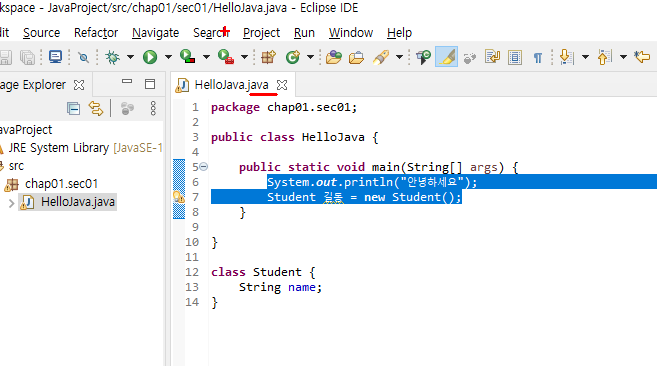 kspace - JavaProject/src/chap01/sec01/HelloJava.java - Eclipse IDE
dit Source Refactor Navigate Search Project Run Window Help
age Explorer
HelloJava.java
avaProject
JRE System Library [JavaSE-1
src
chap01.sec01
HelloJava.java
1 package chap01.sec01;
2
3 public class HelloJava {
4
5 public static void main(String[] args) {
6 System.out.println("안녕하세요");
7 Student 길동 = new Student();
8 }
9
10 }
11
12 class Student {
13 String name;
14 }